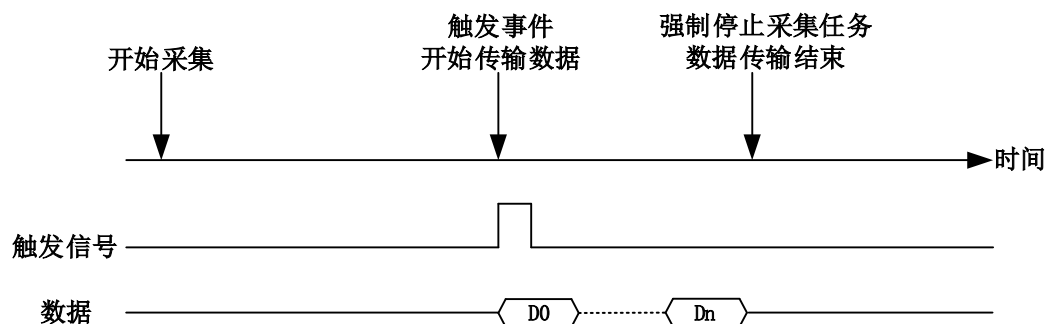 开始采集
触发事件
开始传输数据
强制停止采集任务
数据传输结束
时间
触发信号
数据
D0
Dn